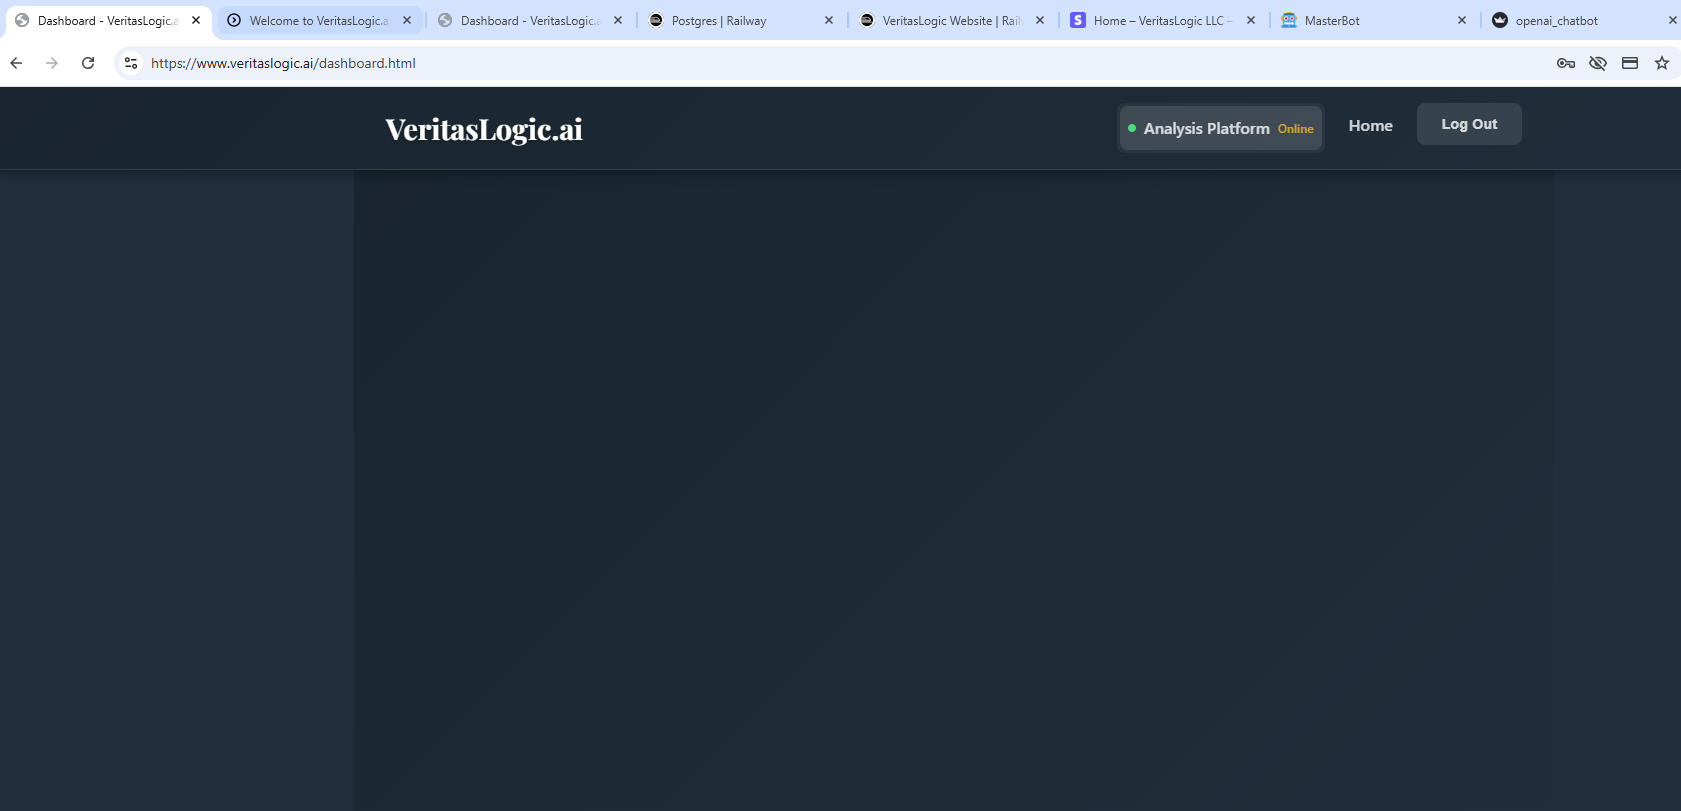 Dashboard - VeritasLogic.a
Welcome to VeritasLogic.a
Dashboard - VeritasLogic.a
Postgres | Railway
VeritasLogic Website | Rail
Home – VeritasLogic LLC –
MasterBot
openai_chatbot
https://www.veritaslogic.ai/dashboard.html
VeritasLogic.ai
Analysis Platform Online
Home
Log Out